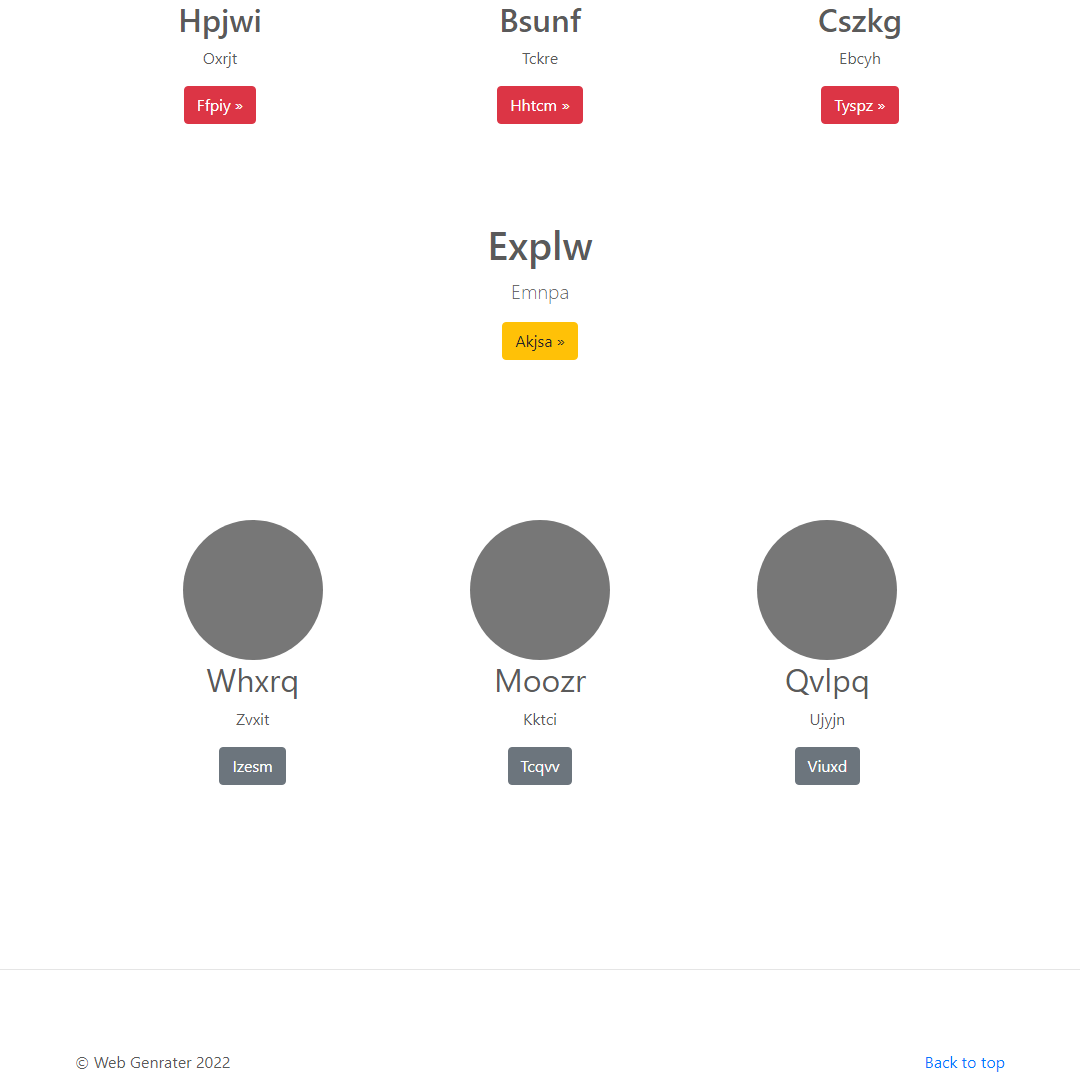 Hpjwi
Bsunf
Cszkg
Oxrjt
Tckre
Ebcyh
Ffpiy »
Hhtcm »
Tyspz »
Explw
Emnpa
Akjsa »
Whxrq
Moozr
Qvlpq
Zvxit
Kktci
Ujyjn
Izesm
Tcqvv
Viuxd
© Web Genrater 2022
Back to top